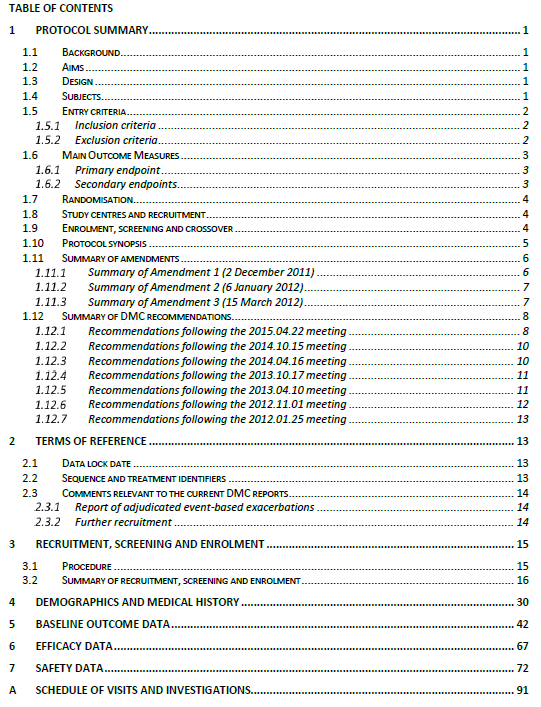 TABLE OF CONTENTS
1 PROTOCOL SUMMARY 1
1.1 BACKGROUND 1
1.2 AIMS 1
1.3 DESIGN 1
1.4 SUBJECTS 1
1.5 ENTRY CRITERIA 2
1.5.1 Inclusion criteria 2
1.5.2 Exclusion criteria 2
1.6 MAIN OUTCOME MEASURES 3
1.6.1 Primary endpoint 3
1.6.2 Secondary endpoints 3
1.7 RANDOMISATION 4
1.8 STUDY CENTRES AND RECRUITMENT 4
1.9 ENROLMENT, SCREENING AND CROSSOVER 4
1.10 PROTOCOL SYNOPSIS 5
1.11 SUMMARY OF AMENDMENTS 6
1.11.1 Summary of Amendment 1 (2 December 2011) 6
1.11.2 Summary of Amendment 2 (6 January 2012) 7
1.11.3 Summary of Amendment 3 (15 March 2012) 7
1.12 SUMMARY OF DMC RECOMMENDATIONS 8
1.12.1 Recommendations following the 2015.04.22 meeting 8
1.12.2 Recommendations following the 2014.10.15 meeting 10
1.12.3 Recommendations following the 2014.04.16 meeting 10
1.12.4 Recommendations following the 2013.10.17 meeting 11
1.12.5 Recommendations following the 2013.04.10 meeting 11
1.12.6 Recommendations following the 2012.11.01 meeting 12
1.12.7 Recommendations following the 2012.01.25 meeting 13
2 TERMS OF REFERENCE 13
2.1 DATA LOCK DATE 13
2.2 SEQUENCE AND TREATMENT IDENTIFIERS 13
2.3 COMMENTS RELEVANT TO THE CURRENT DMC REPORTS 14
2.3.1 Report of adjudicated event-based exacerbations 14
2.3.2 Further recruitment 14
3 RECRUITMENT, SCREENING AND ENROLMENT 15
3.1 PROCEDURE 15
3.2 SUMMARY OF RECRUITMENT, SCREENING AND ENROLMENT 16
4 DEMOGRAPHICS AND MEDICAL HISTORY 30
5 BASELINE OUTCOME DATA 42
6 EFFICACY DATA 67
7 SAFETY DATA 72
A SCHEDULE OF VISITS AND INVESTIGATIONS 91